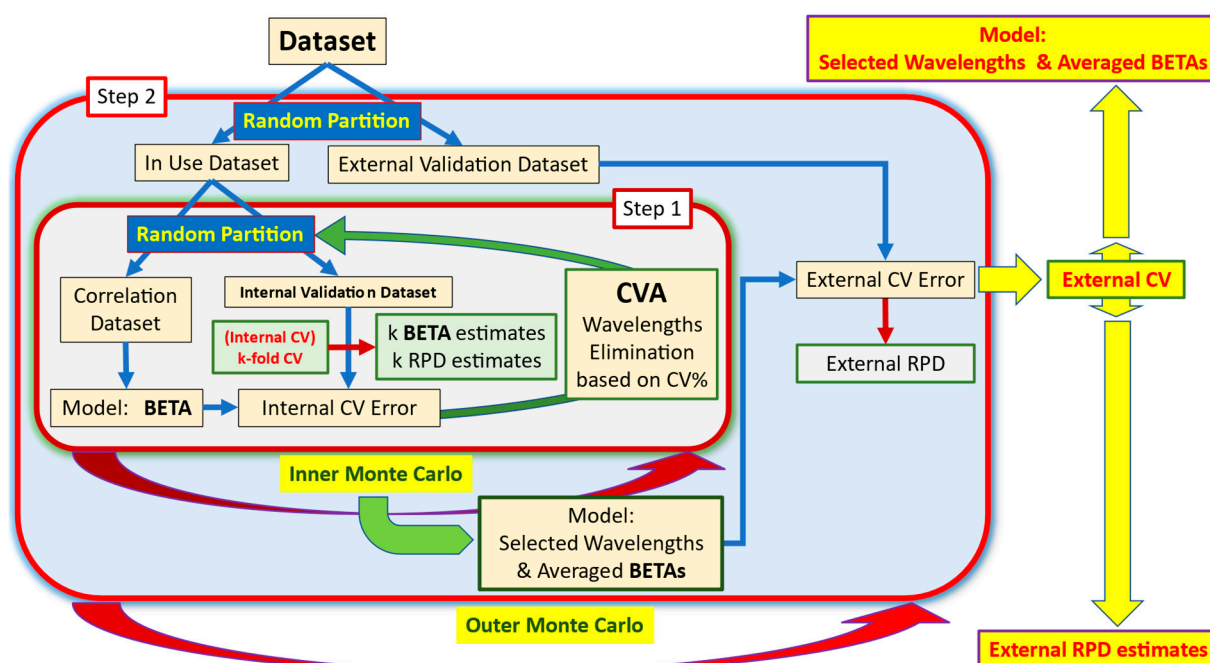 Dataset
Model:
Selected Wavelengths & Averaged BETAs
Step 2
Random Partition
In Use Dataset
External Validation Dataset
Step 1
Random Partition
Correlation
Dataset
Internal Validation Dataset
CVA
Wavelengths
Elimination
based on CV%
(Internal CV)
k-fold CV
k BETA estimates
k RPD estimates
Model: BETA
Internal CV Error
External CV Error
External CV
External RPD
Inner Monte Carlo
Model:
Selected Wavelengths
& Averaged BETAs
Outer Monte Carlo
External RPD estimates